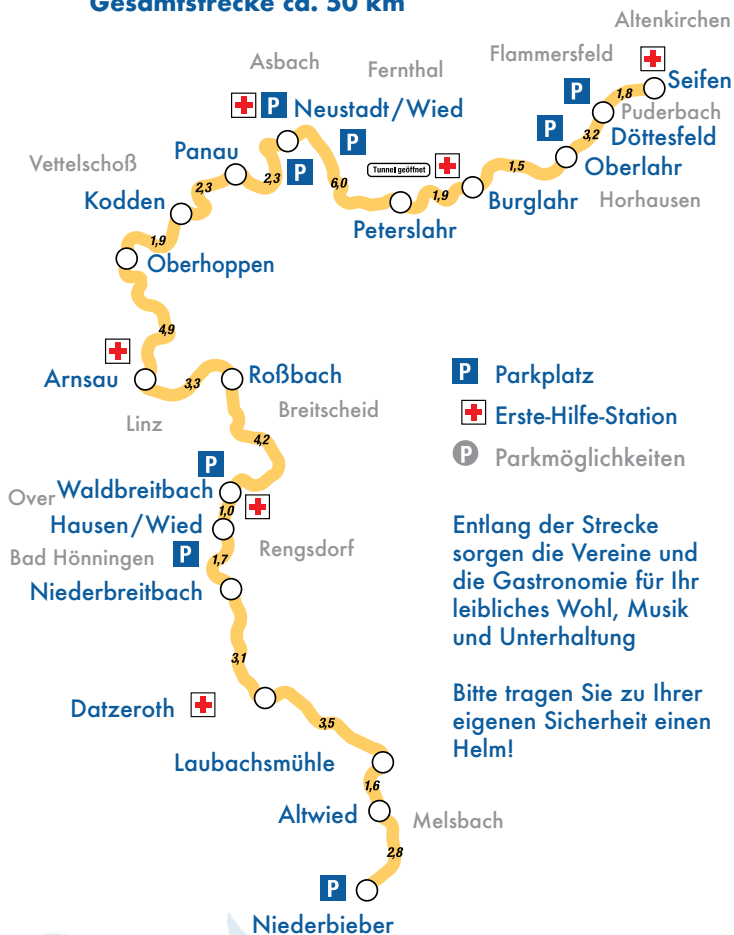 Gesamtstrecke ca. 50 km
Altenkirchen
Flammersfeld
Asbach
Fernthal
Seifen
1,8
P
Puderbach
P Neustadt/Wied
P
3,2
Döttesfeld
P
Panau
Vettelschoß
2,3
P
2,3
6,0
Tunnel geöffnet
1,5
Oberlahr
1,9
Burglahr
Horhausen
Kodden
Peterslahr
1,9
Oberhoppen
4,9
Arnsau
3,3
Roßbach
P Parkplatz
Breitscheid
Linz
Erste-Hilfe-Station
4,2
P
P Parkmöglichkeiten
Over
Waldbreitbach
1,0
Hausen/Wied
Rengsdorf
Bad Hönningen
P
1,7
Niederbreitbach
Entlang der Strecke
sorgen die Vereine und
die Gastronomie für Ihr
leibliches Wohl, Musik
und Unterhaltung
3,1
Datzeroth
3,5
Bitte tragen Sie zu Ihrer
eigenen Sicherheit einen
Helm!
Laubachsmühle
1,6
Altwied
Melsbach
2,8
P
Niederbieber